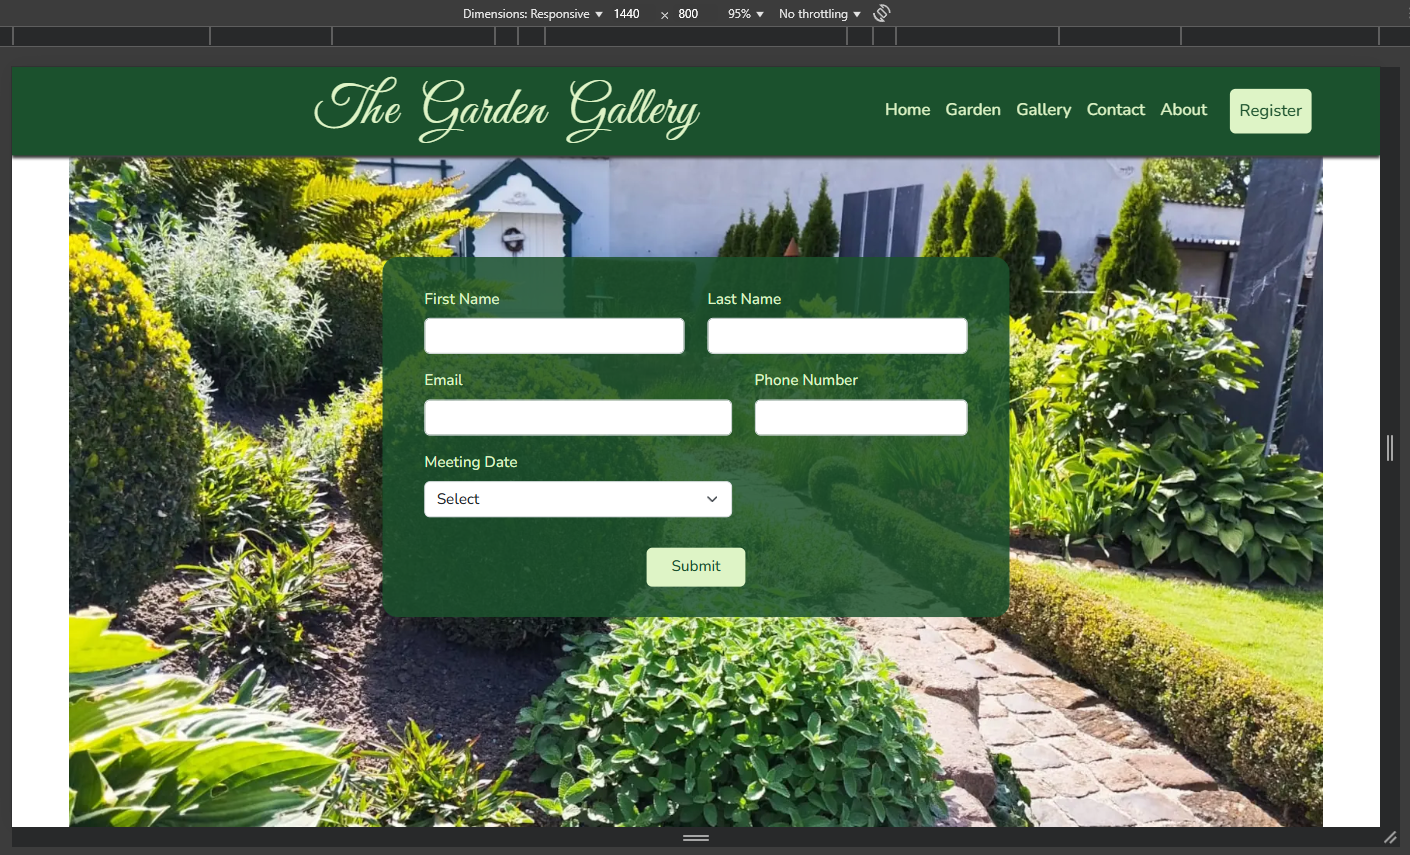 Dimensions: Responsive 1440 × 800 95% No throttling
The Garden Gallery Home Garden Gallery Contact About Register
First Name Last Name
Email Phone Number
Meeting Date
Select
Submit